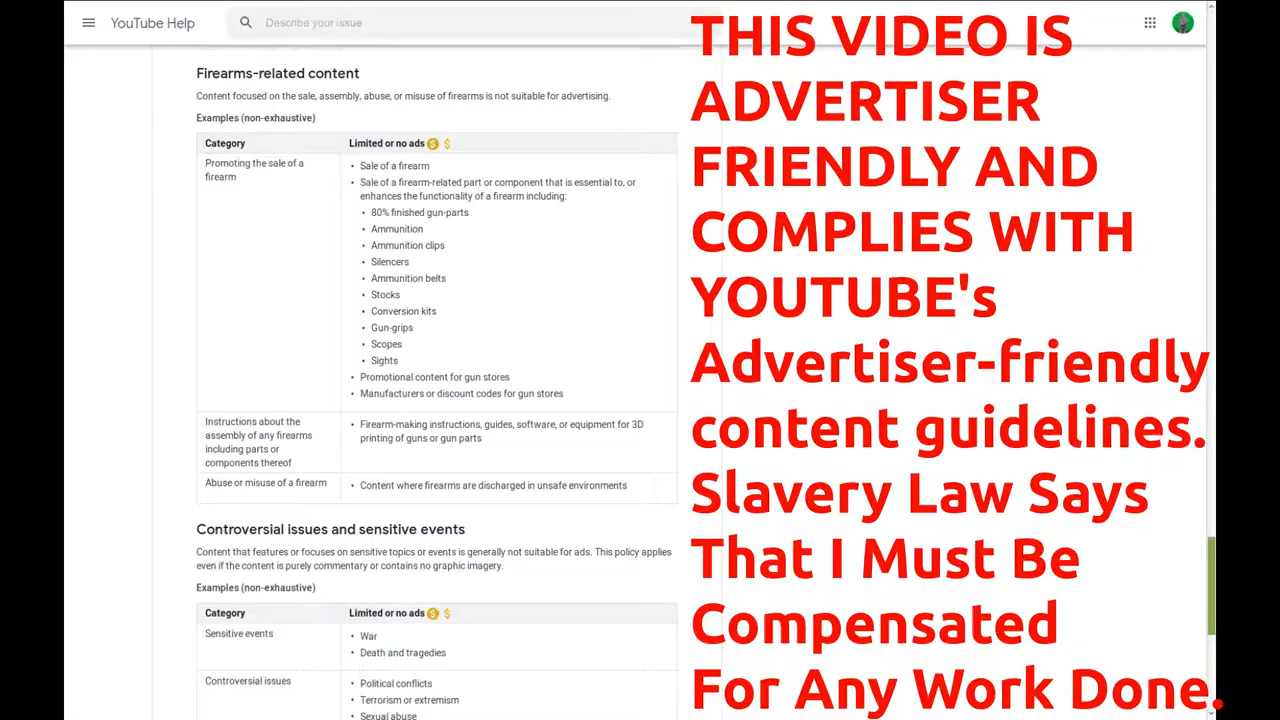 YouTube Help
Describe your issue
Firearms-related content
Content focused on the sale, assembly, abuse, or misuse of firearms is not suitable for advertising.
Examples (non-exhaustive)
Category
Limited or no ads
Promoting the sale of a
firearm
• Sale of a firearm
• Sale of a firearm-related part or component that is essential to, or
enhances the functionality of a firearm including:
• 80% finished gun-parts
• Ammunition
• Ammunition clips
• Silencers
• Ammunition belts
• Stocks
• Conversion kits
• Gun-grips
• Scopes
• Sights
• Promotional content for gun stores
• Manufacturers or discount codes for gun stores
Instructions about the
assembly of any firearms
including parts or
components thereof
• Firearm-making instructions, guides, software, or equipment for 3D
printing of guns or gun parts
Abuse or misuse of a firearm
• Content where firearms are discharged in unsafe environments
Controversial issues and sensitive events
Content that features or focuses on sensitive topics or events is generally not suitable for ads. This policy applies
even if the content is purely commentary or contains no graphic imagery.
Examples (non-exhaustive)
Category
Limited or no ads
Sensitive events
• War
• Death and tragedies
Controversial issues
• Political conflicts
• Terrorism or extremism
• Sexual abuse
THIS VIDEO IS
ADVERTISER
FRIENDLY AND
COMPLIES WITH
YOUTUBE's
Advertiser-friendly
content guidelines.
Slavery Law Says
That I Must Be
Compensated
For Any Work Done.